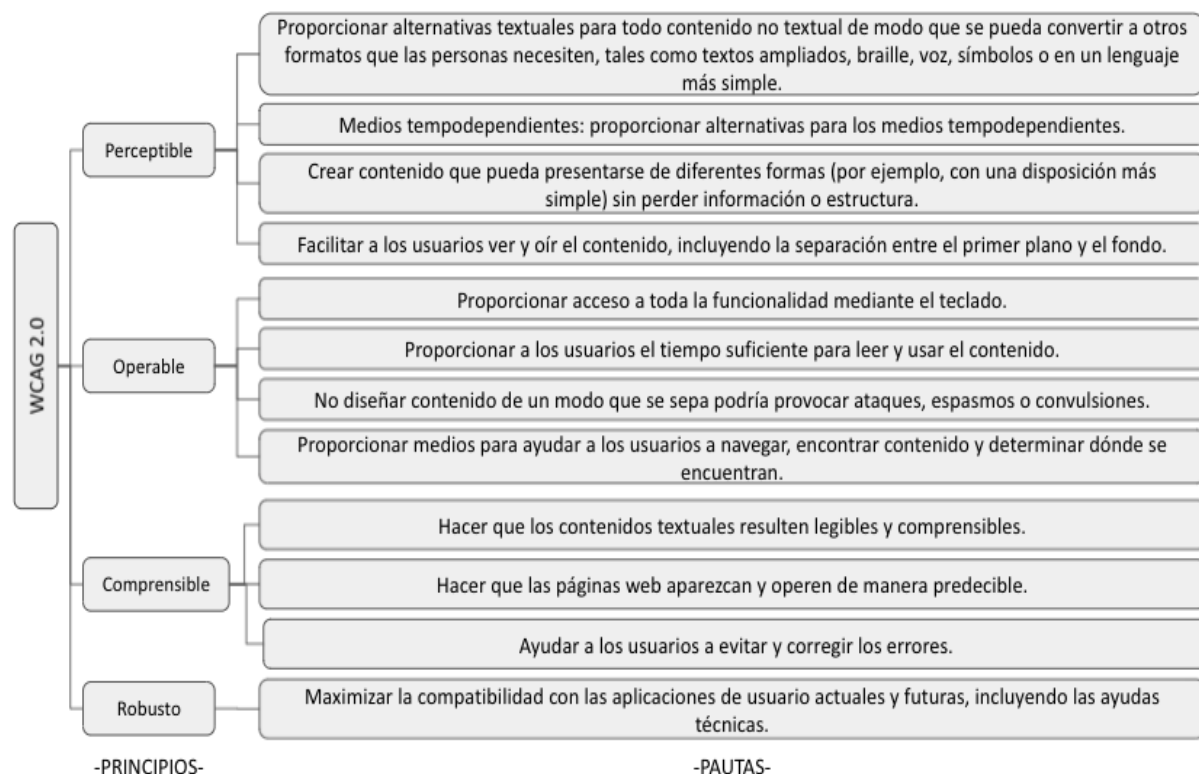 WCAG 2.0
Perceptible
Proporcionar alternativas textuales para todo contenido no textual de modo que se pueda convertir a otros
formatos que las personas necesiten, tales como textos ampliados, braille, voz, símbolos o en un lenguaje
más simple.
Medios tempodependientes: proporcionar alternativas para los medios tempodependientes.
Crear contenido que pueda presentarse de diferentes formas (por ejemplo, con una disposición más
simple) sin perder información o estructura.
Facilitar a los usuarios ver y oír el contenido, incluyendo la separación entre el primer plano y el fondo.
Operable
Proporcionar acceso a toda la funcionalidad mediante el teclado.
Proporcionar a los usuarios el tiempo suficiente para leer y usar el contenido.
No diseñar contenido de un modo que se sepa podría provocar ataques, espasmos o convulsiones.
Proporcionar medios para ayudar a los usuarios a navegar, encontrar contenido y determinar dónde se
encuentran.
Comprensible
Hacer que los contenidos textuales resulten legibles y comprensibles.
Hacer que las páginas web aparezcan y operen de manera predecible.
Ayudar a los usuarios a evitar y corregir los errores.
Robusto
Maximizar la compatibilidad con las aplicaciones de usuario actuales y futuras, incluyendo las ayudas
técnicas.
-PRINCIPIOS-
-PAUTAS-